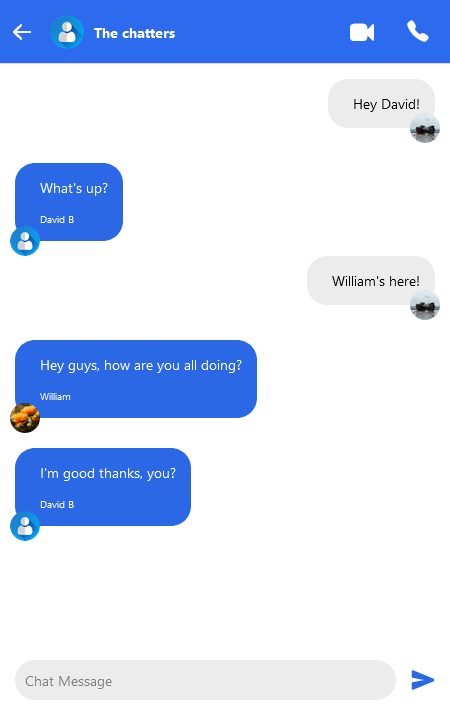 The chatters
Hey David!
What's up?
David B
William's here!
Hey guys, how are you all doing?
William
I'm good thanks, you?
David B
Chat Message